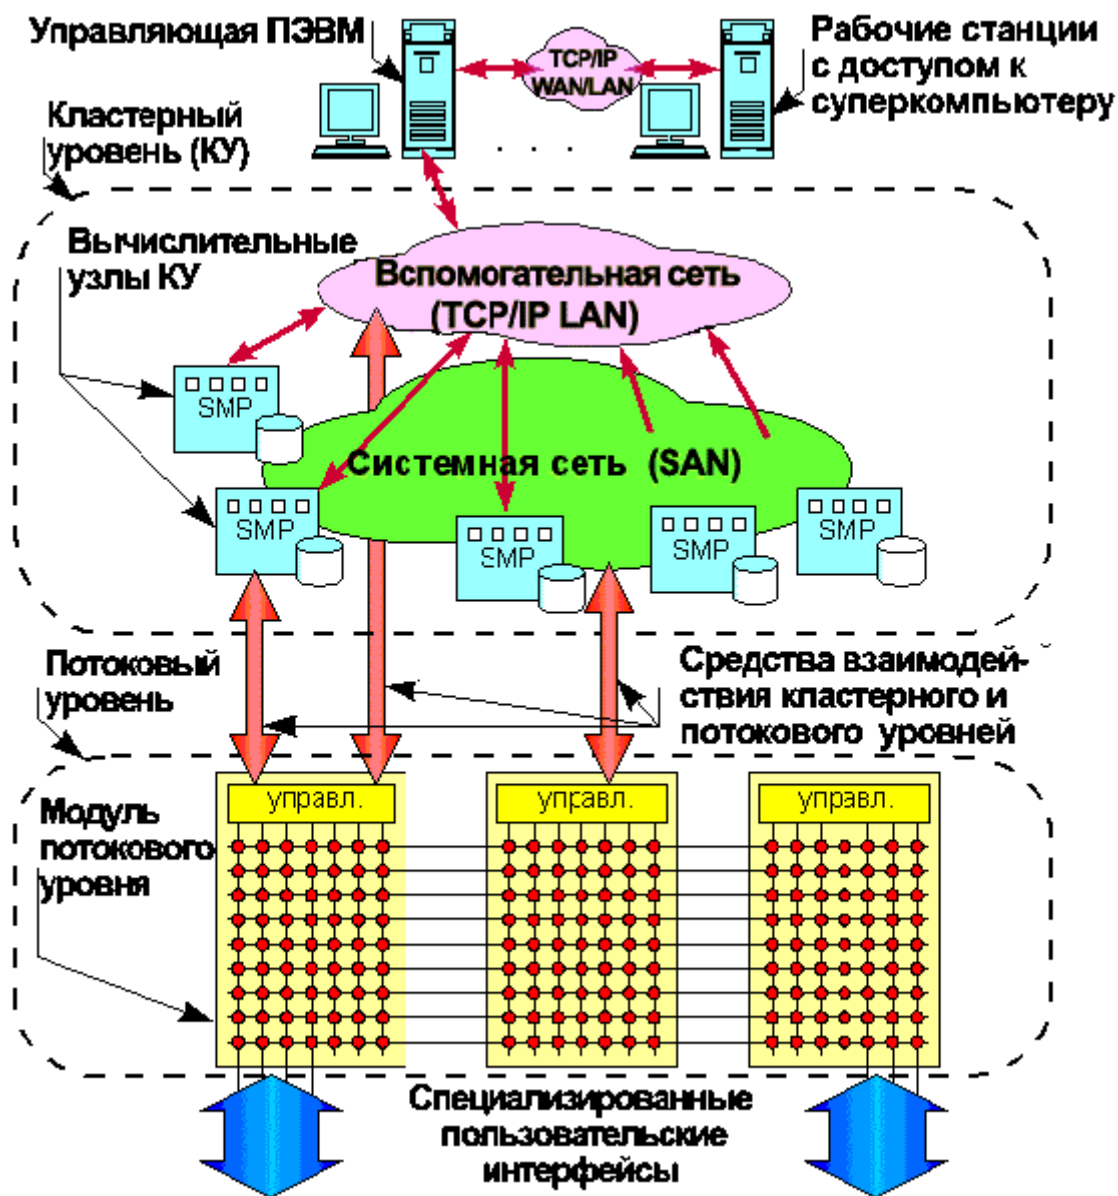 Управляющая ПЭВМ
TCP/IP
WAN/LAN
Рабочие станции
с доступом к
суперкомпьютеру
. . .
Кластерный
уровень (КУ)
Вычислительные
узлы КУ
Вспомогательная сеть
(TCP/IP LAN)
SMP
Системная сеть (SAN)
SMP
SMP
SMP
SMP
Потоковый
уровень
Средства взаимодей-
ствия кластерного и
потокового уровней
Модуль
потокового
уровня
управл.
управл.
управл.
Специализированные
пользовательские
интерфейсы